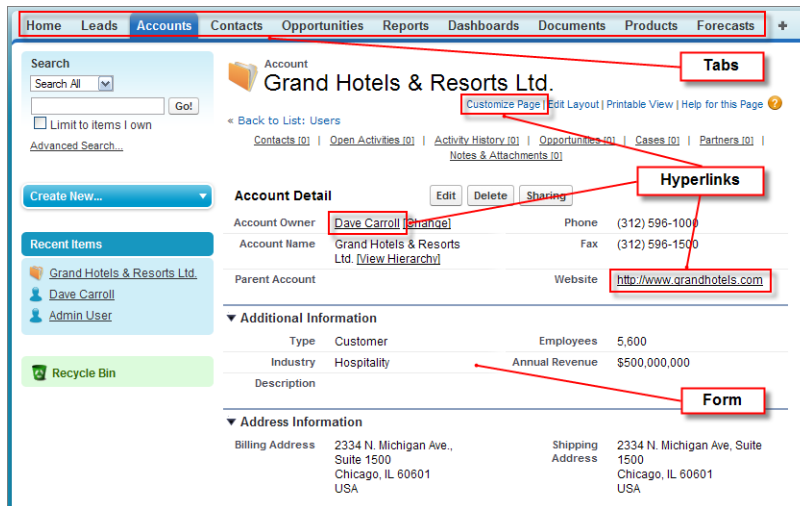 Home Leads Accounts Contacts Opportunities Reports Dashboards Documents Products Forecasts +
Tabs
Search
Search All
Go!
Limit to items I own
Advanced Search...
Create New...
Recent Items
Grand Hotels & Resorts Ltd.
Dave Carroll
Admin User
Recycle Bin
Account
Grand Hotels & Resorts Ltd.
Customize Page | Edit Layout | Printable View | Help for this Page ?
« Back to List: Users
Contacts [0] | Open Activities [0] | Activity History [0] | Opportunities [0] | Cases [0] | Partners [0] |
Notes & Attachments [0]
Hyperlinks
Account Detail Edit Delete Sharing
Account Owner Dave Carroll [Change] Phone (312) 596-1000
Account Name Grand Hotels & Resorts Fax (312) 596-1500
Ltd. [View Hierarchy]
Parent Account Website http://www.grandhotels.com
Additional Information
Type Customer Employees 5,600
Industry Hospitality Annual Revenue $500,000,000
Description
Form
Address Information
Billing Address 2334 N. Michigan Ave., Shipping 2334 N. Michigan Ave, Suite
Suite 1500 Address 1500
Chicago, IL 60601 Chicago, IL 60601
USA USA